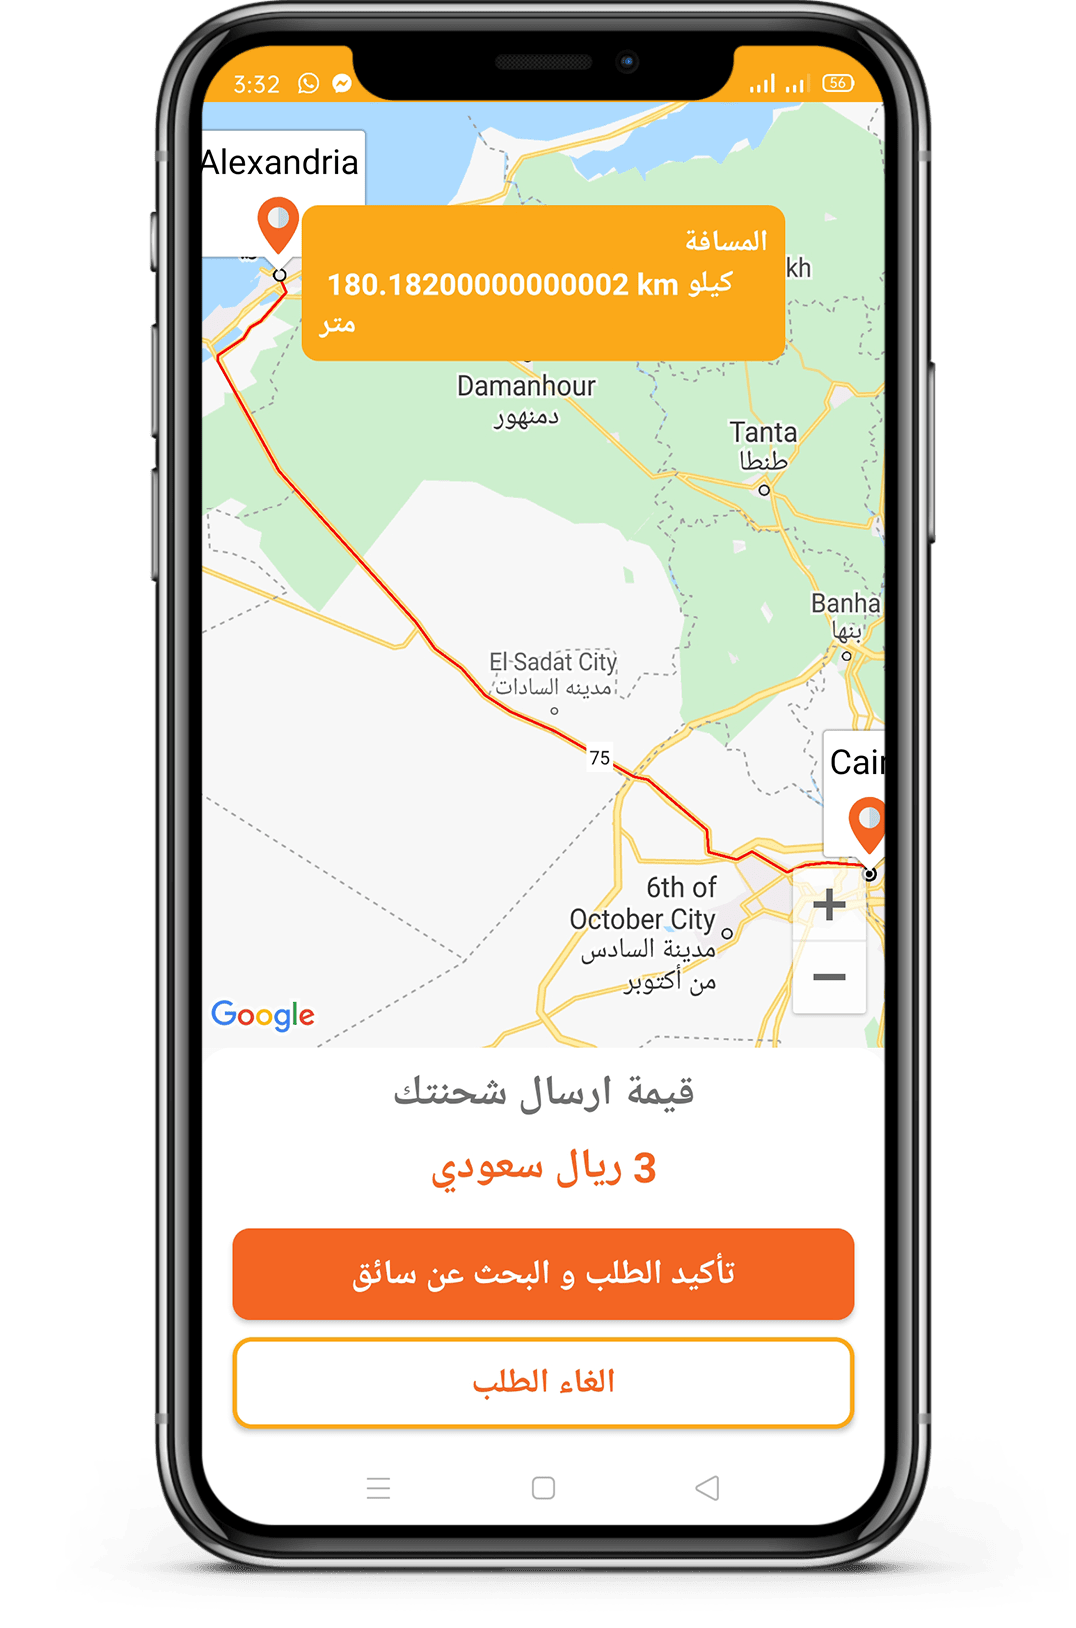 3:32
56
Alexandria
المسافة
180.18200000000002 km كيلو
متر
kh
Damanhour
دمنهور
Tanta
طنطا
Banha
بنها
El Sadat City
مدينه السادات
75
Cair
6th of
October City
مدينة السادس
من أكتوبر
Google
قيمة ارسال شحنتك
3 ريال سعودي
تأكيد الطلب و البحث عن سائق
الغاء الطلب